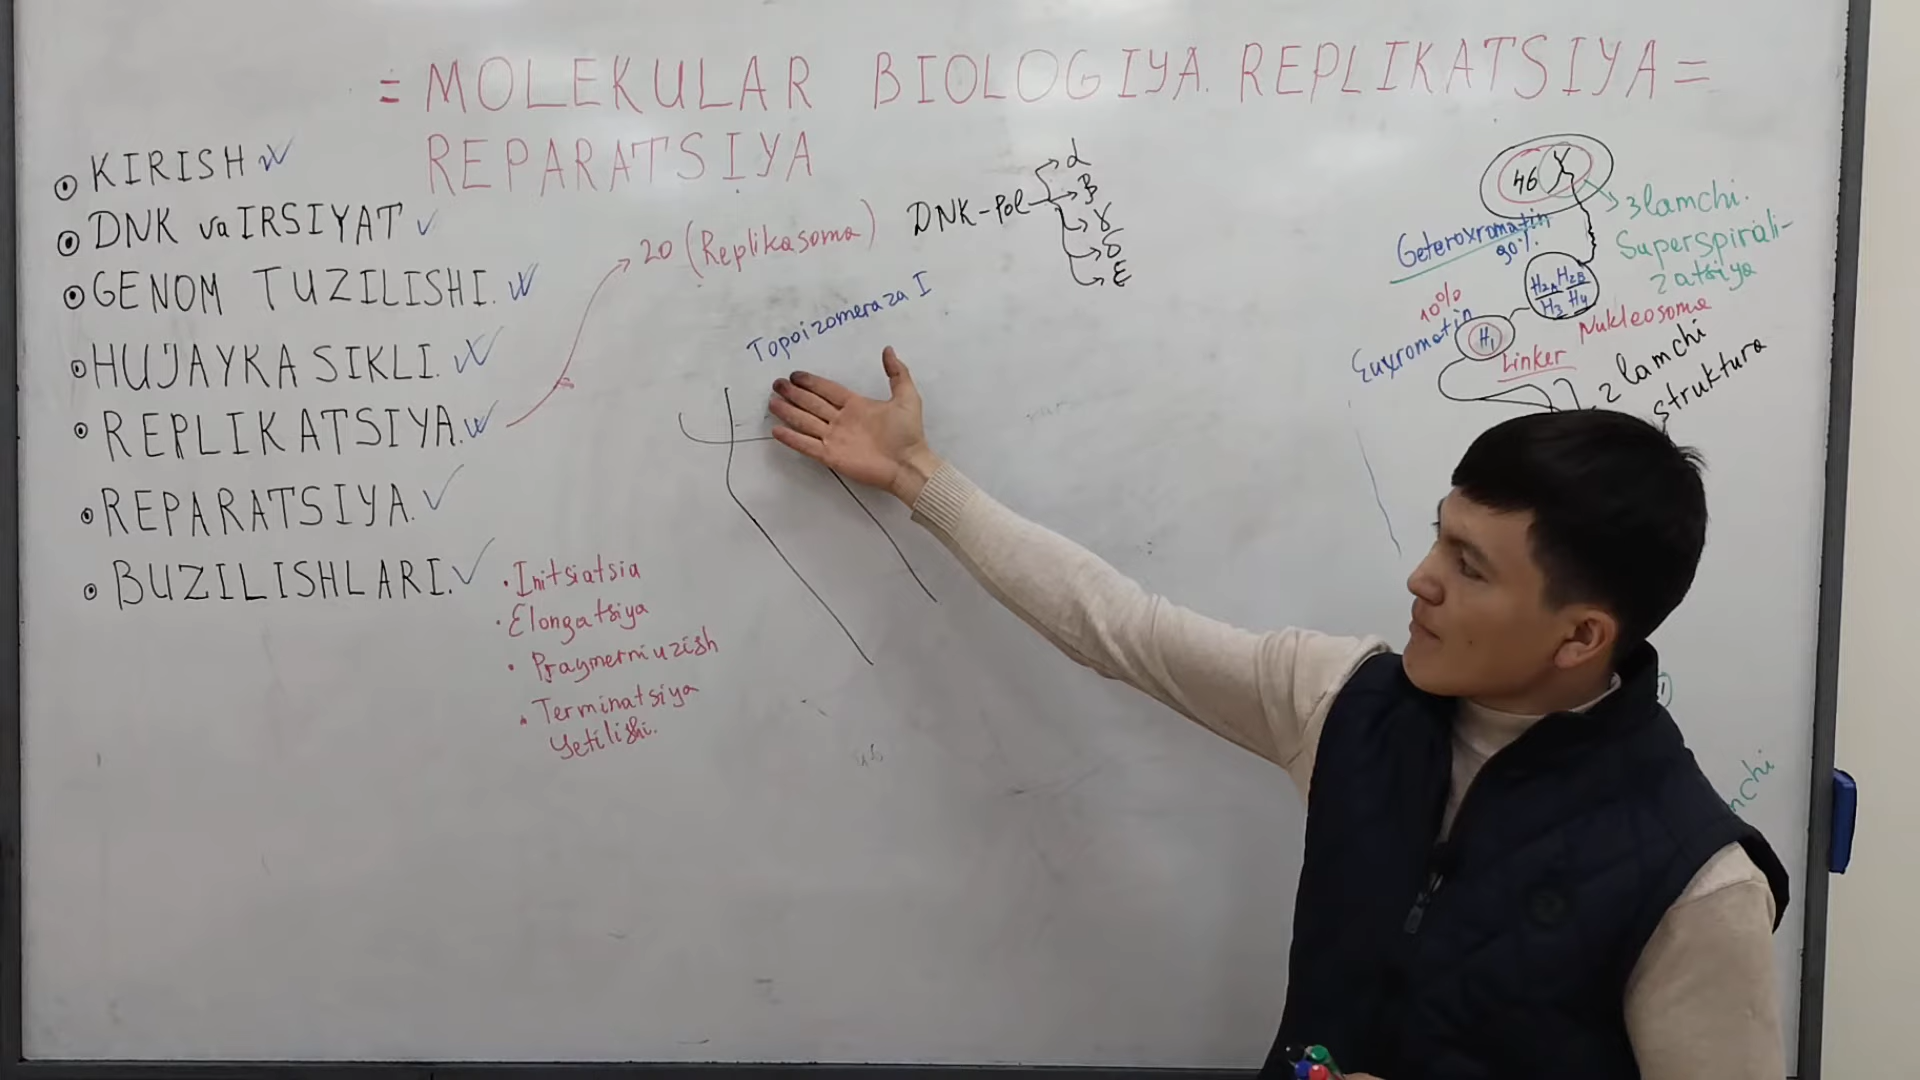 = MOLEKULAR BIOLOGIYA. REPLIKATSIYA =
REPARATSIYA
KIRISH
DNK va IRSIYAT
GENOM TUZILISHI.
HUJAYKA SIKLI.
REPLIKATSIYA.
REPARATSIYA.
BUZILISHLARI.
20 (Replikasoma)
DNK-Pol
α
β
γ
δ
ε
Topoizomeraza I
• Initsiatsia
• Elongatsiya
• Praymerni uzish
• Terminatsiya
yetilishi.
46
3lamchi.
Superspirali-
zatsiya
Geteroxromatin
90%.
H2A H2B
H3 H4
Nukleosoma
10%
Euxromatin
H1
Linker
2 lamchi
struktura
mchi